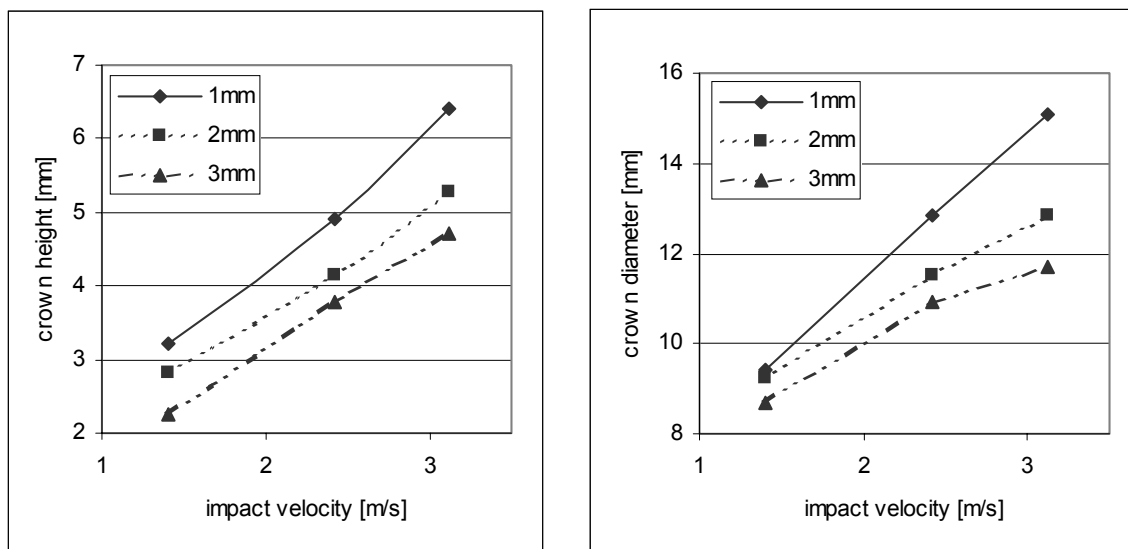 7
6
5
4
3
2
crown height [mm]
1mm
2mm
3mm
1 2 3
impact velocity [m/s]
16
14
12
10
8
crow n diameter [mm]
1mm
2mm
3mm
1 2 3
impact velocity [m/s]